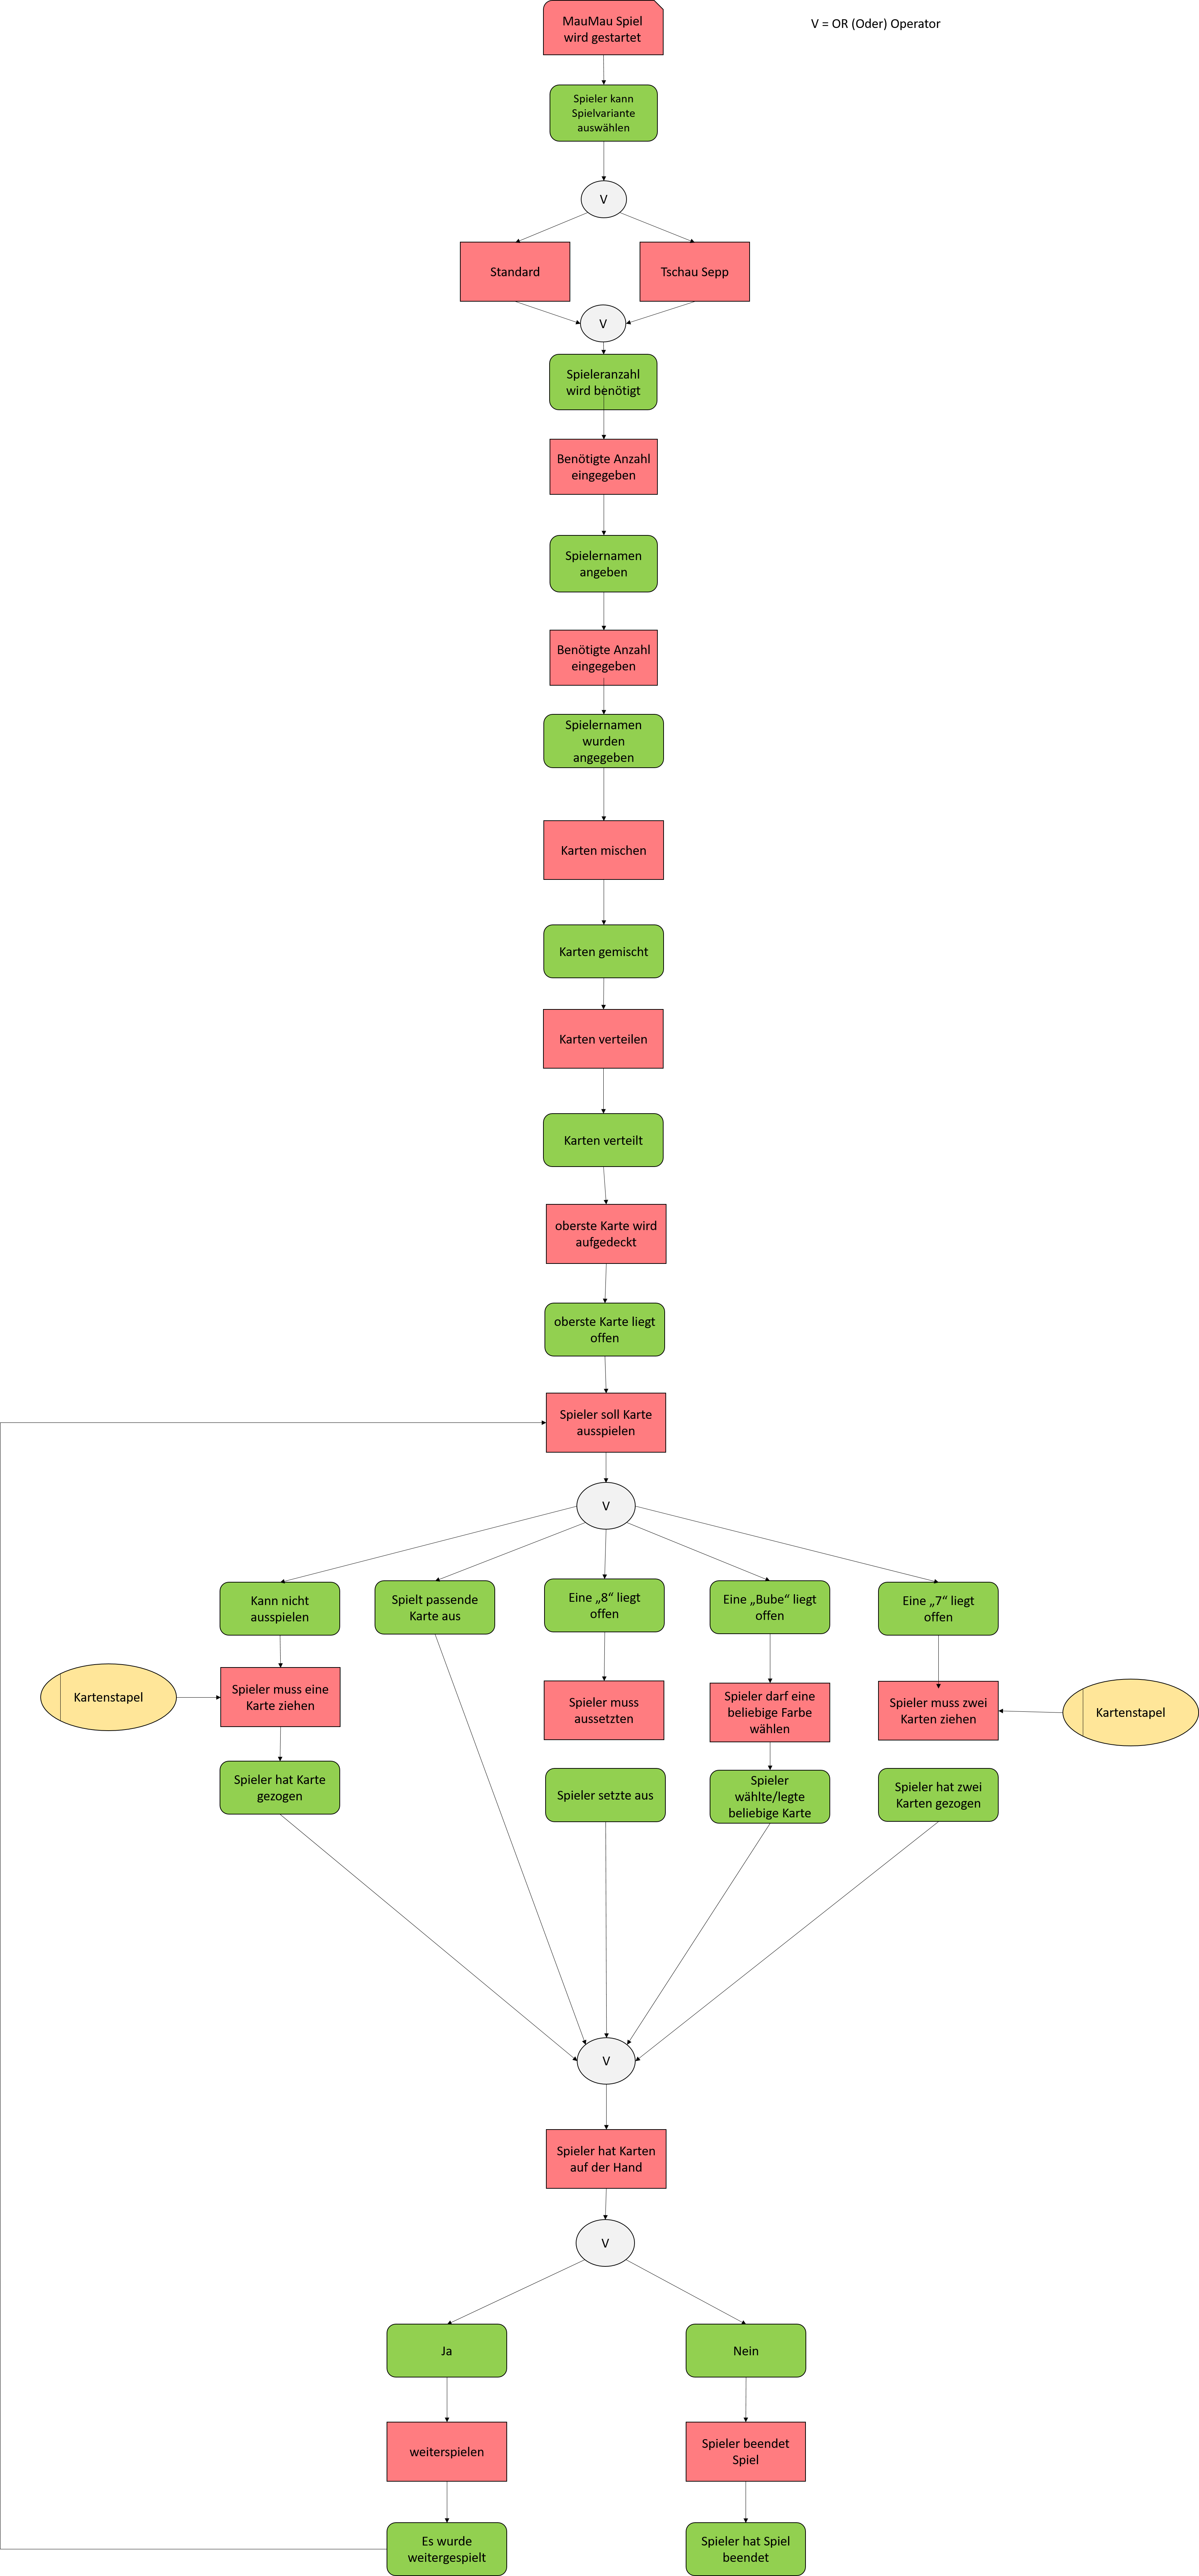 MauMau Spiel
wird gestartet
V = OR (Oder) Operator
Spieler kann
Spielvariante
auswählen
V
Standard
Tschau Sepp
V
Spieleranzahl
wird benötigt
Benötigte Anzahl
eingegeben
Spielernamen
angeben
Benötigte Anzahl
eingegeben
Spielernamen
wurden
angegeben
Karten mischen
Karten gemischt
Karten verteilen
Karten verteilt
oberste Karte wird
aufgedeckt
oberste Karte liegt
offen
Spieler soll Karte
ausspielen
V
Kann nicht
ausspielen
Spielt passende
Karte aus
Eine „8“ liegt
offen
Eine „Bube“ liegt
offen
Eine „7“ liegt
offen
Kartenstapel
Spieler muss eine
Karte ziehen
Spieler muss
aussetzten
Spieler darf eine
beliebige Farbe
wählen
Spieler muss zwei
Karten ziehen
Kartenstapel
Spieler hat Karte
gezogen
Spieler setzte aus
Spieler
wählte/legte
beliebige Karte
Spieler hat zwei
Karten gezogen
V
Spieler hat Karten
auf der Hand
V
Ja
Nein
weiterspielen
Spieler beendet
Spiel
Es wurde
weitergespielt
Spieler hat Spiel
beendet